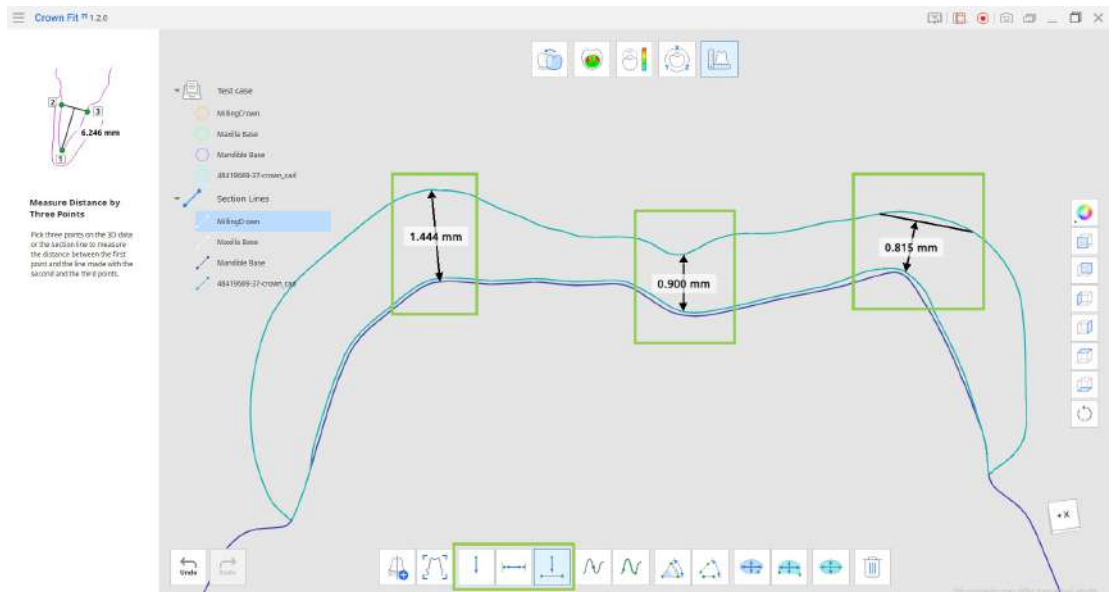 Crown Fit 1.2.0
2
3
6.246 mm
1
Measure Distance by
Three Points
Pick three points on the 3D data
or the section line to measure
the distance between the first
point and the line made with the
second and the third points.
Test case
MillingCrown
Maxilla Base
Mandible Base
Section Lines
MillingCrown
Maxilla Base
Mandible Base
1.444 mm
0.900 mm
0.815 mm
X
Y
Z
+X
Undo
Redo